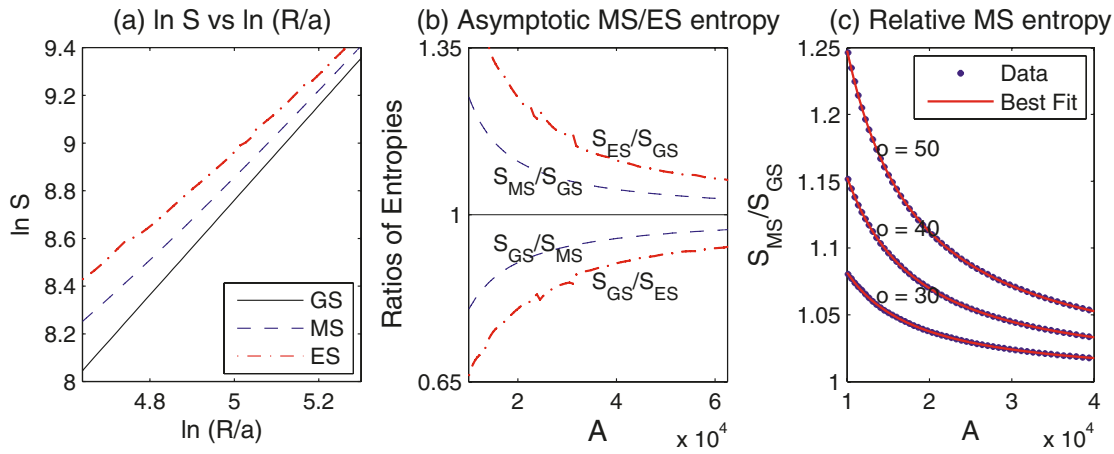 (a) ln S vs ln (R/a)
ln S
9.4
9.2
9
8.8
8.6
8.4
8.2
8
4.8
5
5.2
ln (R/a)
GS
MS
ES
(b) Asymptotic MS/ES entropy
Ratios of Entropies
1.35
1
0.65
S_ES/S_GS
S_MS/S_GS
S_GS/S_MS
S_GS/S_ES
2
4
6
A
x 10^4
(c) Relative MS entropy
S_MS/S_GS
1.25
1.2
1.15
1.1
1.05
1
Data
Best Fit
o = 50
o = 40
o = 30
1
2
3
4
A
x 10^4